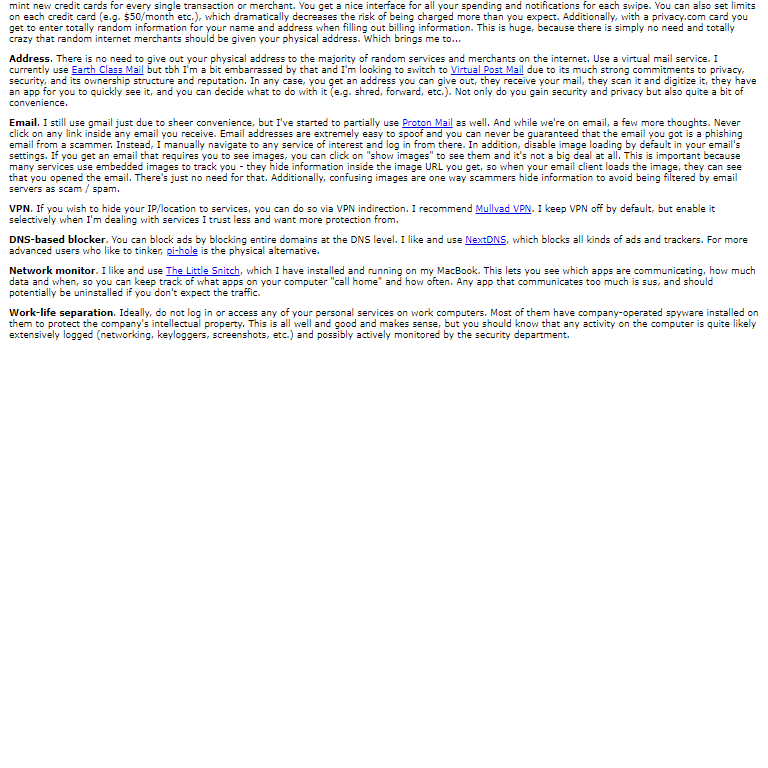 mint new credit cards for every single transaction or merchant. You get a nice interface for all your spending and notifications for each swipe. You can also set limits
on each credit card (e.g. $50/month etc.), which dramatically decreases the risk of being charged more than you expect. Additionally, with a privacy.com card you
get to enter totally random information for your name and address when filling out billing information. This is huge, because there is simply no need and totally
crazy that random internet merchants should be given your physical address. Which brings me to...
Address. There is no need to give out your physical address to the majority of random services and merchants on the internet. Use a virtual mail service. I
currently use Earth Class Mail but tbh I'm a bit embarrassed by that and I'm looking to switch to Virtual Post Mail due to its much strong commitments to privacy,
security, and its ownership structure and reputation. In any case, you get an address you can give out, they receive your mail, they scan it and digitize it, they have
an app for you to quickly see it, and you can decide what to do with it (e.g. shred, forward, etc.). Not only do you gain security and privacy but also quite a bit of
convenience.
Email. I still use gmail just due to sheer convenience, but I've started to partially use Proton Mail as well. And while we're on email, a few more thoughts. Never
click on any link inside any email you receive. Email addresses are extremely easy to spoof and you can never be guaranteed that the email you got is a phishing
email from a scammer. Instead, I manually navigate to any service of interest and log in from there. In addition, disable image loading by default in your email's
settings. If you get an email that requires you to see images, you can click on "show images" to see them and it's not a big deal at all. This is important because
many services use embedded images to track you - they hide information inside the image URL you get, so when your email client loads the image, they can see
that you opened the email. There's just no need for that. Additionally, confusing images are one way scammers hide information to avoid being filtered by email
servers as scam / spam.
VPN. If you wish to hide your IP/location to services, you can do so via VPN indirection. I recommend Mullvad VPN. I keep VPN off by default, but enable it
selectively when I'm dealing with services I trust less and want more protection from.
DNS-based blocker. You can block ads by blocking entire domains at the DNS level. I like and use NextDNS, which blocks all kinds of ads and trackers. For more
advanced users who like to tinker, pi-hole is the physical alternative.
Network monitor. I like and use The Little Snitch, which I have installed and running on my MacBook. This lets you see which apps are communicating, how much
data and when, so you can keep track of what apps on your computer "call home" and how often. Any app that communicates too much is sus, and should
potentially be uninstalled if you don't expect the traffic.
Work-life separation. Ideally, do not log in or access any of your personal services on work computers. Most of them have company-operated spyware installed on
them to protect the company's intellectual property. This is all well and good and makes sense, but you should know that any activity on the computer is quite likely
extensively logged (networking, keyloggers, screenshots, etc.) and possibly actively monitored by the security department.